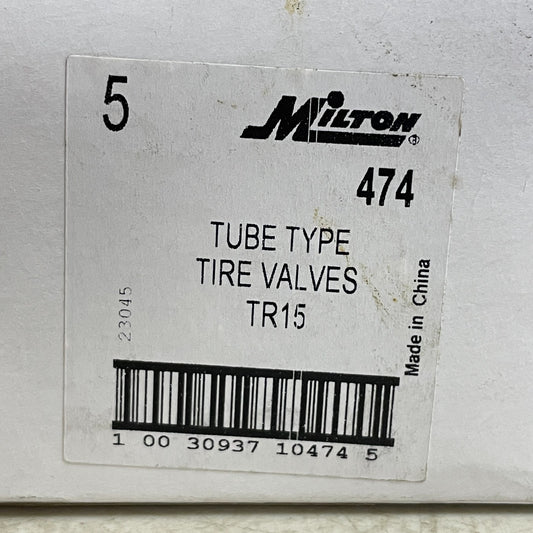 5
MILTON ®
474
TUBE TYPE
TIRE VALVES
TR15
23045
Made in China
1 00 30937 10474 5